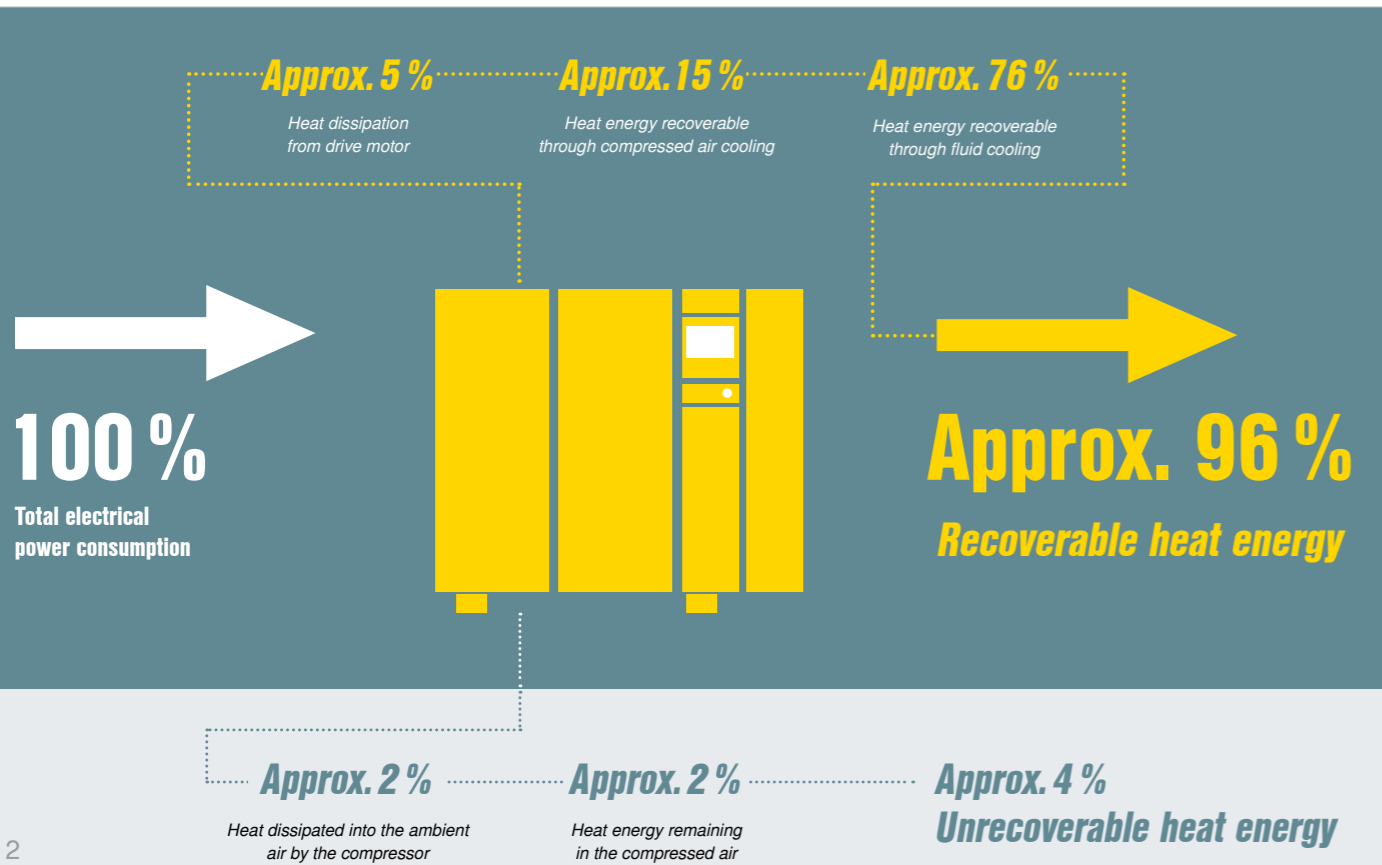 Approx. 5 %
Heat dissipation
from drive motor
Approx. 15 %
Heat energy recoverable
through compressed air cooling
Approx. 76 %
Heat energy recoverable
through fluid cooling
100 %
Total electrical
power consumption
Approx. 96 %
Recoverable heat energy
Approx. 2 %
Heat dissipated into the ambient
air by the compressor
Approx. 2 %
Heat energy remaining
in the compressed air
Approx. 4 %
Unrecoverable heat energy
2